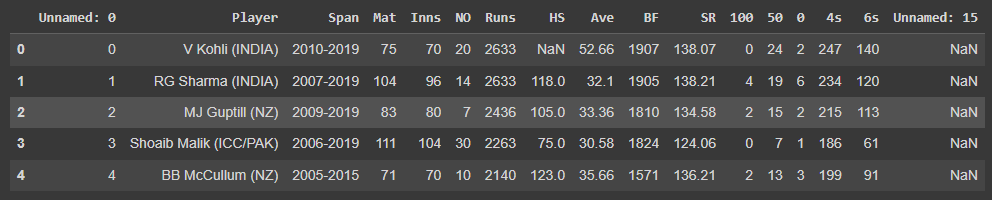 Unnamed: 0 Player Span Mat Inns NO Runs HS Ave BF SR 100 50 0 4s 6s Unnamed: 15
0 0 V Kohli (INDIA) 2010-2019 75 70 20 2633 NaN 52.66 1907 138.07 0 24 2 247 140 NaN
1 1 RG Sharma (INDIA) 2007-2019 104 96 14 2633 118.0 32.1 1905 138.21 4 19 6 234 120 NaN
2 2 MJ Guptill (NZ) 2009-2019 83 80 7 2436 105.0 33.36 1810 134.58 2 15 2 215 113 NaN
3 3 Shoaib Malik (ICC/PAK) 2006-2019 111 104 30 2263 75.0 30.58 1824 124.06 0 7 1 186 61 NaN
4 4 BB McCullum (NZ) 2005-2015 71 70 10 2140 123.0 35.66 1571 136.21 2 13 3 199 91 NaN